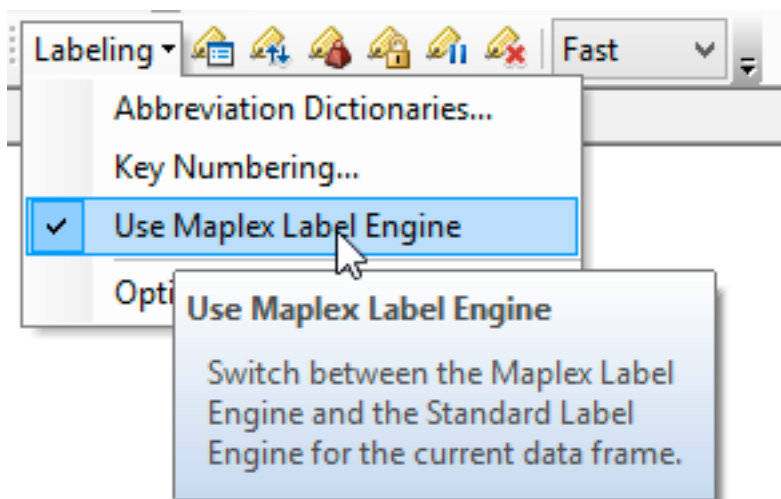 Labeling Fast
Abbreviation Dictionaries...
Key Numbering...
Use Maplex Label Engine
Opti
Use Maplex Label Engine
Switch between the Maplex Label
Engine and the Standard Label
Engine for the current data frame.